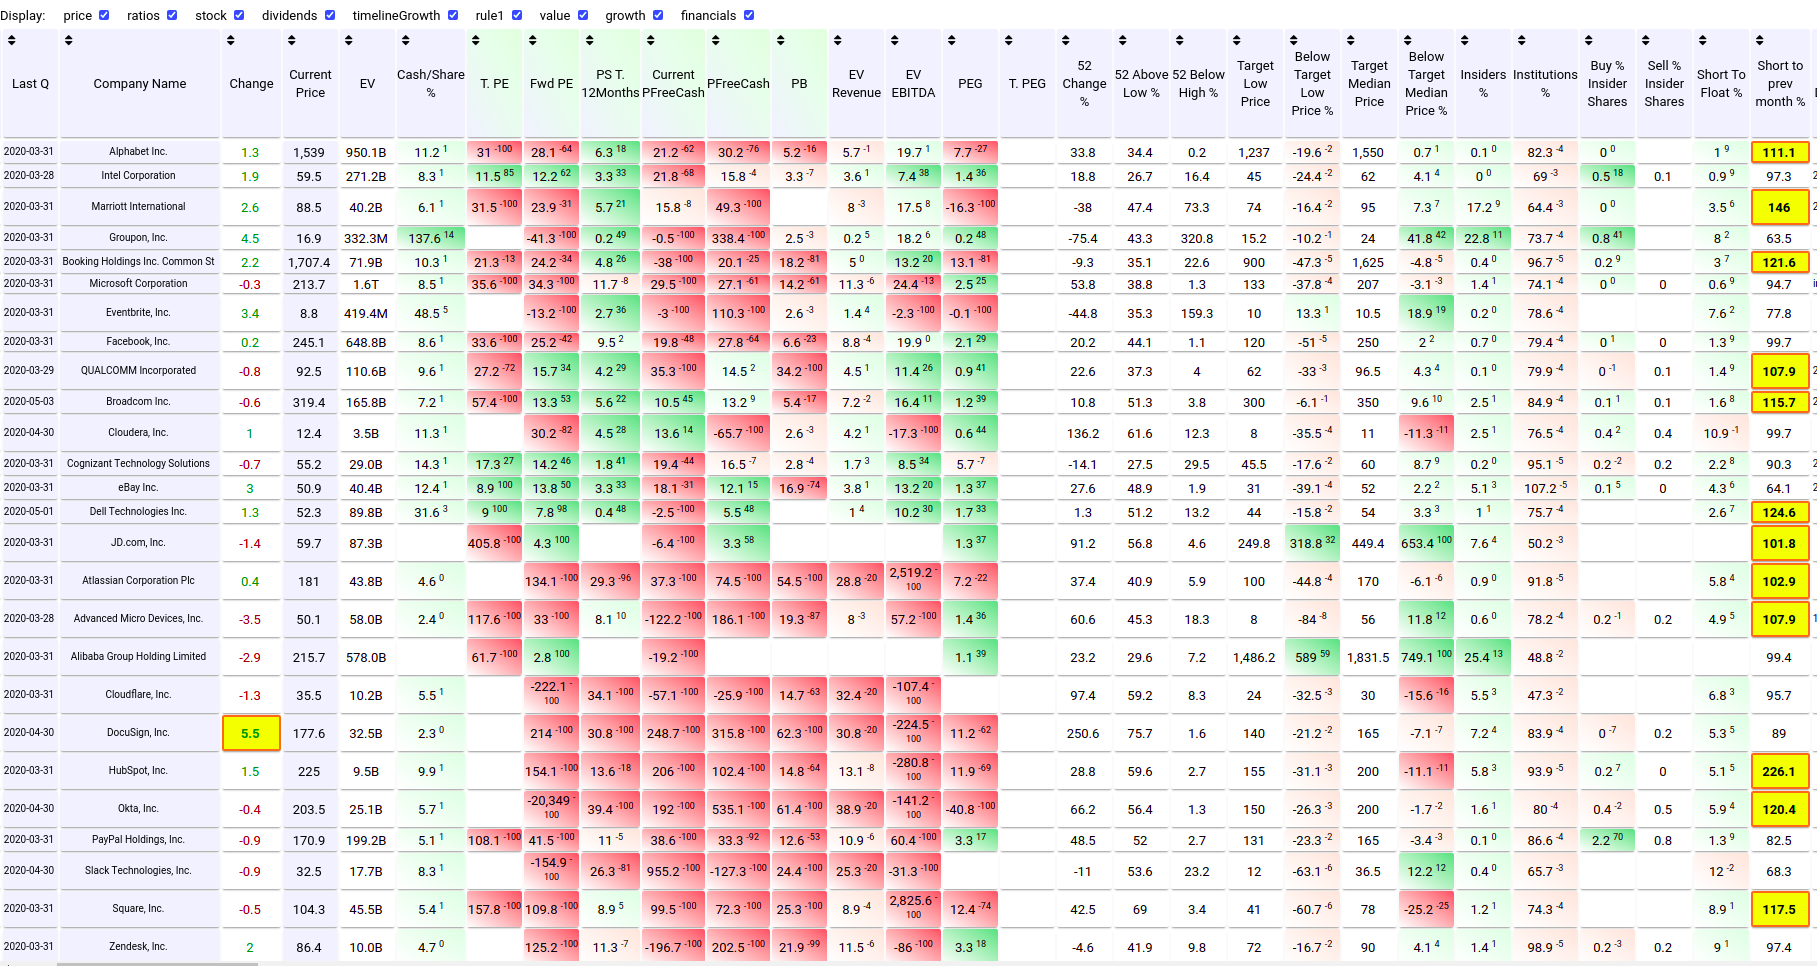 Display: price ratios stock dividends timelineGrowth rule1 value growth financials
Last Q Company Name Change Current Price EV Cash/Share % T. PE Fwd PE PS T. 12Months Current PFreeCash PFreeCash PB EV Revenue EV EBITDA PEG T. PEG 52 Change % 52 Above Low % 52 Below High % Target Low Price Below Target Low Price % Target Median Price Below Target Median Price % Insiders % Institutions % Buy % Insider Shares Sell % Insider Shares Short To Float % Short to prev month %
2020-03-31 Alphabet Inc. 1.3 1,539 950.1B 11.2 1 31 -100 28.1 -64 6.3 18 21.2 -62 30.2 -76 5.2 -16 5.7 -1 19.7 1 7.7 -27 33.8 34.4 0.2 1,237 -19.6 -2 1,550 0.7 1 0.1 0 82.3 -4 0 0 1 9 111.1
2020-03-28 Intel Corporation 1.9 59.5 271.2B 8.3 1 11.5 85 12.2 62 3.3 33 21.8 -68 15.8 -4 3.3 -7 3.6 1 7.4 38 1.4 36 18.8 26.7 16.4 45 -24.4 -2 62 4.1 4 0 0 69 -3 0.5 18 0.1 0.9 9 97.3
2020-03-31 Marriott International 2.6 88.5 40.2B 6.1 1 31.5 -100 23.9 -31 5.7 21 15.8 -8 49.3 -100 8 -3 17.5 8 -16.3 -100 -38 47.4 73.3 74 -16.4 -2 95 7.3 7 17.2 9 64.4 -3 0 0 3.5 6 146
2020-03-31 Groupon, Inc. 4.5 16.9 332.3M 137.6 14 -41.3 -100 0.2 49 -0.5 -100 338.4 -100 2.5 -3 0.2 5 18.2 6 0.2 48 -75.4 43.3 320.8 15.2 -10.2 -1 24 41.8 42 22.8 11 73.7 -4 0.8 41 8 2 63.5
2020-03-31 Booking Holdings Inc. Common St 2.2 1,707.4 71.9B 10.3 1 21.3 -13 24.2 -34 4.8 26 -38 -100 20.1 -25 18.2 -81 5 0 13.2 20 13.1 -81 -9.3 35.1 22.6 900 -47.3 -5 1,625 -4.8 -5 0.4 0 96.7 -5 0.2 9 3 7 121.6
2020-03-31 Microsoft Corporation -0.3 213.7 1.6T 8.5 1 35.6 -100 34.3 -100 11.7 -8 29.5 -100 27.1 -61 14.2 -61 11.3 -6 24.4 -13 2.5 25 53.8 38.8 1.3 133 -37.8 -4 207 -3.1 -3 1.4 1 74.1 -4 0 0 0 0.6 9 94.7
2020-03-31 Eventbrite, Inc. 3.4 8.8 419.4M 48.5 5 -13.2 -100 2.7 36 -3 -100 110.3 -100 2.6 -3 1.4 4 -2.3 -100 -0.1 -100 -44.8 35.3 159.3 10 13.3 1 10.5 18.9 19 0.2 0 78.6 -4 7.6 2 77.8
2020-03-31 Facebook, Inc. 0.2 245.1 648.8B 8.6 1 33.6 -100 25.2 -42 9.5 2 19.8 -48 27.8 -64 6.6 -23 8.8 -4 19.9 0 2.1 29 20.2 44.1 1.1 120 -51 -5 250 2 2 0.7 0 79.4 -4 0 1 0 1.3 9 99.7
2020-03-29 QUALCOMM Incorporated -0.8 92.5 110.6B 9.6 1 27.2 -72 15.7 34 4.2 29 35.3 -100 14.5 2 34.2 -100 4.5 1 11.4 26 0.9 41 22.6 37.3 4 62 -33 -3 96.5 4.3 4 0.1 0 79.9 -4 0 -1 0 1.4 9 107.9
2020-05-03 Broadcom Inc. -0.6 319.4 165.8B 7.2 1 57.4 -100 13.3 53 5.6 22 10.5 45 13.2 9 5.4 -17 7.2 -2 16.4 11 1.2 39 10.8 51.3 3.8 300 -6.1 -1 350 9.6 10 2.5 1 84.9 -4 0.1 1 0.1 1.6 8 115.7
2020-04-30 Cloudera, Inc. 1 12.4 3.5B 11.3 1 30.2 -82 4.5 28 13.6 14 -65.7 -100 2.6 -3 4.2 1 -17.3 -100 0.6 44 136.2 61.6 12.3 8 -35.5 -4 11 -11.3 -11 2.5 1 76.5 -4 0.4 2 0.4 10.9 -1 99.7
2020-03-31 Cognizant Technology Solutions -0.7 55.2 29.0B 14.3 1 17.3 27 14.2 46 1.8 41 19.4 -44 16.5 -7 2.8 -4 1.7 3 8.5 34 5.7 -7 -14.1 27.5 29.5 45.5 -17.6 -2 60 8.7 9 0.2 0 95.1 -5 0.2 -2 0.2 2.2 8 90.3
2020-03-31 eBay Inc. 3 50.9 40.4B 12.4 1 8.9 100 13.8 50 3.3 33 18.1 -31 12.1 15 16.9 -74 3.8 1 13.2 20 1.3 37 27.6 48.9 1.9 31 -39.1 -4 52 2.2 2 5.1 3 107.2 -5 0.1 5 0 4.3 6 64.1
2020-05-01 Dell Technologies Inc. 1.3 52.3 89.8B 31.6 3 9 100 7.8 98 0.4 48 -2.5 -100 5.5 48 1 4 10.2 30 1.7 33 1.3 51.2 13.2 44 -15.8 -2 54 3.3 3 1 1 75.7 -4 2.6 7 124.6
2020-03-31 JD.com, Inc. -1.4 59.7 87.3B 405.8 -100 4.3 100 -6.4 -100 3.3 58 1.3 37 91.2 56.8 4.6 249.8 318.8 32 449.4 653.4 100 7.6 4 50.2 -3 101.8
2020-03-31 Atlassian Corporation Plc 0.4 181 43.8B 4.6 0 134.1 -100 29.3 -96 37.3 -100 74.5 -100 54.5 -100 28.8 -20 2,519.2 -100 7.2 -22 37.4 40.9 5.9 100 -44.8 -4 170 -6.1 -6 0.9 0 91.8 -5 5.8 4 102.9
2020-03-28 Advanced Micro Devices, Inc. -3.5 50.1 58.0B 2.4 0 117.6 -100 33 -100 8.1 10 -122.2 -100 186.1 -100 19.3 -87 8 -3 57.2 -100 1.4 36 60.6 45.3 18.3 8 -84 -8 56 11.8 12 0.6 0 78.2 -4 0.2 -1 0.2 4.9 5 107.9
2020-03-31 Alibaba Group Holding Limited -2.9 215.7 578.0B 61.7 -100 2.8 100 -19.2 -100 1.1 39 23.2 29.6 7.2 1,486.2 589 59 1,831.5 749.1 100 25.4 13 48.8 -2 99.4
2020-03-31 Cloudflare, Inc. -1.3 35.5 10.2B 5.5 1 -222.1 -100 34.1 -100 -57.1 -100 -25.9 -100 14.7 -63 32.4 -20 -107.4 -100 97.4 59.2 8.3 24 -32.5 -3 30 -15.6 -16 5.5 3 47.3 -2 6.8 3 95.7
2020-04-30 DocuSign, Inc. 5.5 177.6 32.5B 2.3 0 214 -100 30.8 -100 248.7 -100 315.8 -100 62.3 -100 30.8 -20 -224.5 -100 11.2 -62 250.6 75.7 1.6 140 -21.2 -2 165 -7.1 -7 7.2 4 83.9 -4 0 -7 0.2 5.3 5 89
2020-03-31 HubSpot, Inc. 1.5 225 9.5B 9.9 1 154.1 -100 13.6 -18 206 -100 102.4 -100 14.8 -64 13.1 -8 -280.8 -100 11.9 -69 28.8 59.6 2.7 155 -31.1 -3 200 -11.1 -11 5.8 3 93.9 -5 0.2 7 0 5.1 5 226.1
2020-04-30 Okta, Inc. -0.4 203.5 25.1B 5.7 1 -20,349 -100 39.4 -100 192 -100 535.1 -100 61.4 -100 38.9 -20 -141.2 -100 -40.8 -100 66.2 56.4 1.3 150 -26.3 -3 200 -1.7 -2 1.6 1 80 -4 0.4 -2 0.5 5.9 4 120.4
2020-03-31 PayPal Holdings, Inc. -0.9 170.9 199.2B 5.1 1 108.1 -100 41.5 -100 11 -5 38.6 -100 33.3 -92 12.6 -53 10.9 -6 60.4 -100 3.3 17 48.5 52 2.7 131 -23.3 -2 165 -3.4 -3 0.1 0 86.6 -4 2.2 70 0.8 1.3 9 82.5
2020-04-30 Slack Technologies, Inc. -0.9 32.5 17.7B 8.3 1 -154.9 -100 26.3 -81 955.2 -100 -127.3 -100 24.4 -100 25.3 -20 -31.3 -100 -11 53.6 23.2 12 -63.1 -6 36.5 12.2 12 0.4 0 65.7 -3 12 -2 68.3
2020-03-31 Square, Inc. -0.5 104.3 45.5B 5.4 1 157.8 -100 109.8 -100 8.9 5 99.5 -100 72.3 -100 25.3 -100 8.9 -4 2,825.6 -100 12.4 -74 42.5 69 3.4 41 -60.7 -6 78 -25.2 -25 1.2 1 74.3 -4 8.9 1 117.5
2020-03-31 Zendesk, Inc. 2 86.4 10.0B 4.7 0 125.2 -100 11.3 -7 -196.7 -100 202.5 -100 21.9 -99 11.5 -6 -86 -100 3.3 18 -4.6 41.9 9.8 72 -16.7 -2 90 4.1 4 1.4 1 98.9 -5 0.2 -3 0.2 9 1 97.4